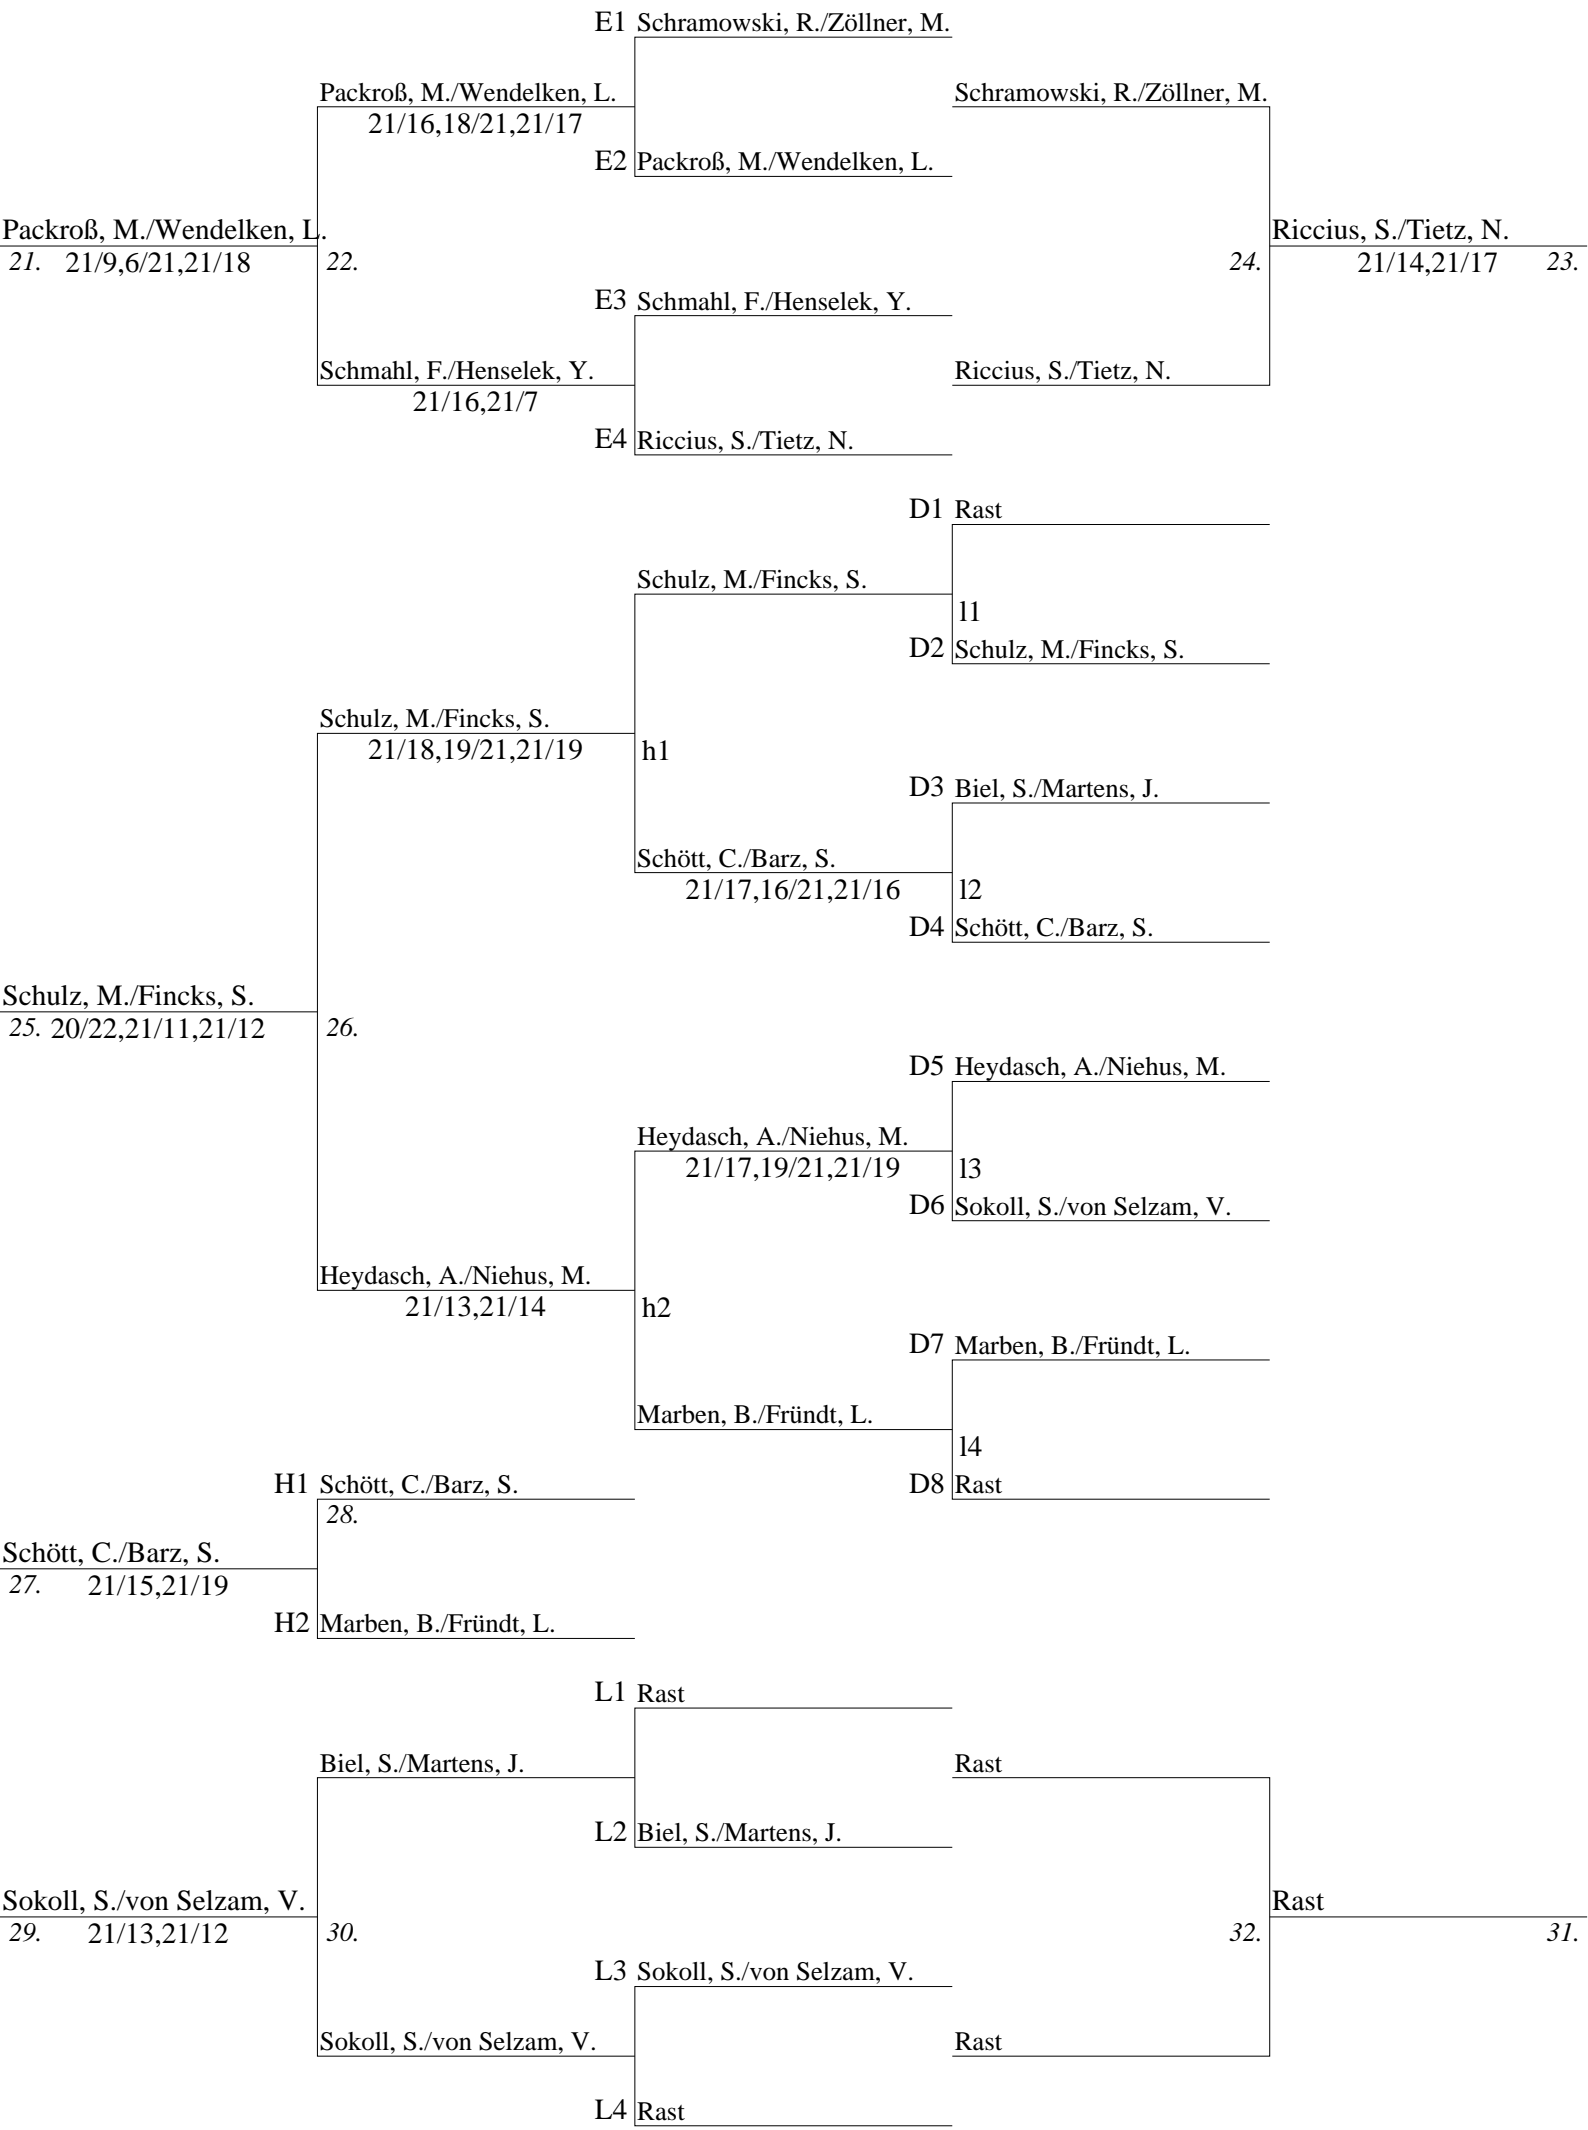 E1 Schramowski, R./Zöllner, M.
Packroß, M./Wendelken, L. Schramowski, R./Zöllner, M.
21/16,18/21,21/17
E2 Packroß, M./Wendelken, L.
Packroß, M./Wendelken, L. Riccius, S./Tietz, N.
21. 21/9,6/21,21/18 22. 24. 21/14,21/17 23.
E3 Schmahl, F./Henselek, Y.
Schmahl, F./Henselek, Y. Riccius, S./Tietz, N.
21/16,21/7
E4 Riccius, S./Tietz, N.
D1 Rast
Schulz, M./Fincks, S.
l1
D2 Schulz, M./Fincks, S.
Schulz, M./Fincks, S.
21/18,19/21,21/19 h1
D3 Biel, S./Martens, J.
Schött, C./Barz, S.
21/17,16/21,21/16 l2
D4 Schött, C./Barz, S.
Schulz, M./Fincks, S.
25. 20/22,21/11,21/12 26.
D5 Heydasch, A./Niehus, M.
Heydasch, A./Niehus, M.
21/17,19/21,21/19 l3
D6 Sokoll, S./von Selzam, V.
Heydasch, A./Niehus, M.
21/13,21/14 h2
D7 Marben, B./Fründt, L.
Marben, B./Fründt, L.
l4
H1 Schött, C./Barz, S. D8 Rast
28.
Schött, C./Barz, S.
27. 21/15,21/19
H2 Marben, B./Fründt, L.
L1 Rast
Biel, S./Martens, J. Rast
L2 Biel, S./Martens, J.
Sokoll, S./von Selzam, V. Rast
29. 21/13,21/12 30. 32. 31.
L3 Sokoll, S./von Selzam, V.
Sokoll, S./von Selzam, V. Rast
L4 Rast